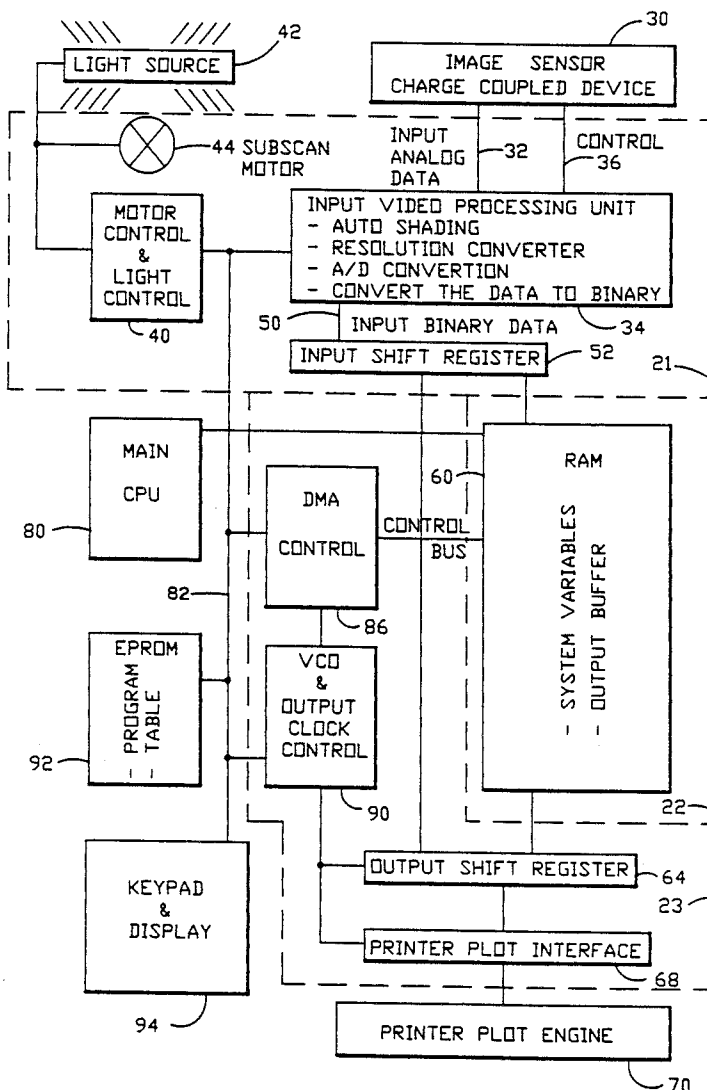 42
30
LIGHT SOURCE
IMAGE SENSOR
CHARGE COUPLED DEVICE
44 SUBSCAN
MOTOR
INPUT
ANALOG
DATA
32
CONTROL
36
MOTOR
CONTROL
&
LIGHT
CONTROL
40
INPUT VIDEO PROCESSING UNIT
- AUTO SHADING
- RESOLUTION CONVERTER
- A/D CONVERTION
- CONVERT THE DATA TO BINARY
34
50
INPUT BINARY DATA
INPUT SHIFT REGISTER
52
21
MAIN
CPU
80
DMA
CONTROL
86
CONTROL
BUS
60
RAM
- SYSTEM VARIABLES
- OUTPUT BUFFER
82
EPROM
- PROGRAM
- TABLE
92
VCO
&
OUTPUT
CLOCK
CONTROL
90
22
OUTPUT SHIFT REGISTER
64
23
KEYPAD
&
DISPLAY
94
PRINTER PLOT INTERFACE
68
PRINTER PLOT ENGINE
70